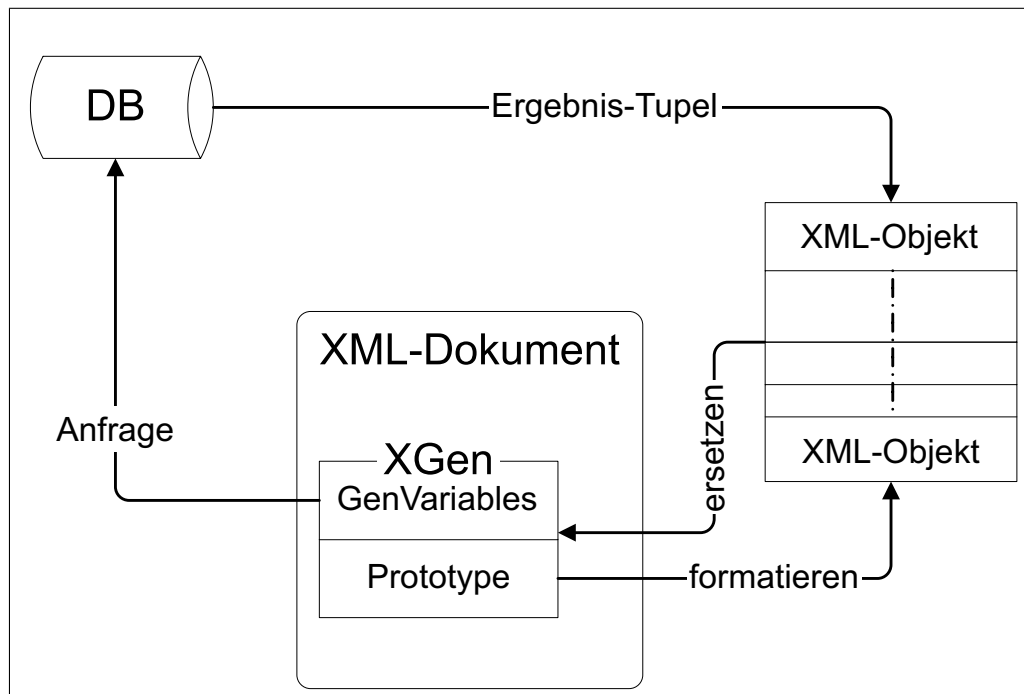 DB
Ergebnis-Tupel
XML-Objekt
XML-Dokument
ersetzen
Anfrage
XGen
XML-Objekt
GenVariables
Prototype
formatieren